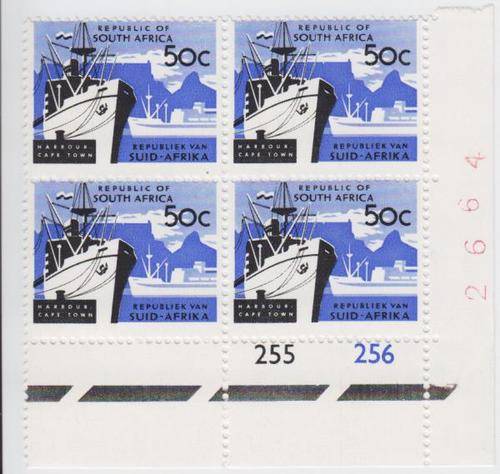 REPUBLIC OF
SOUTH AFRICA
50c
HARBOUR·
CAPE TOWN
REPUBLIEK VAN
SUID-AFRIKA
REPUBLIC OF
SOUTH AFRICA
50c
HARBOUR·
CAPE TOWN
REPUBLIEK VAN
SUID-AFRIKA
REPUBLIC OF
SOUTH AFRICA
50c
HARBOUR·
CAPE TOWN
REPUBLIEK VAN
SUID-AFRIKA
REPUBLIC OF
SOUTH AFRICA
50c
HARBOUR·
CAPE TOWN
REPUBLIEK VAN
SUID-AFRIKA
255 256
2664